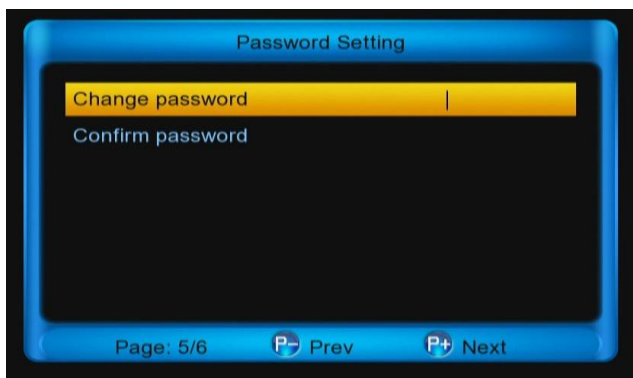 Password Setting
Change password
Confirm password
Page: 5/6 P- Prev P+ Next